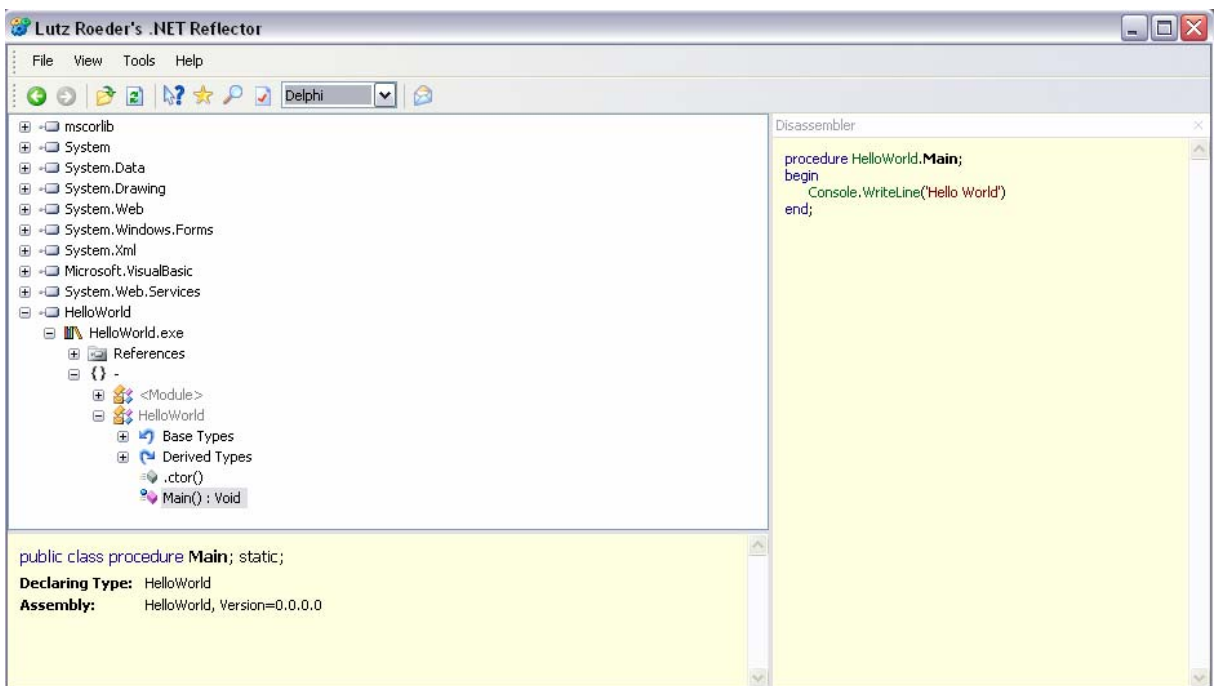 Lutz Roeder's .NET Reflector
File View Tools Help
Delphi
mscorlib
System
System.Data
System.Drawing
System.Web
System.Windows.Forms
System.Xml
Microsoft.VisualBasic
System.Web.Services
HelloWorld
HelloWorld.exe
References
{} -
<Module>
HelloWorld
Base Types
Derived Types
.ctor()
Main() : Void
public class procedure Main; static;
Declaring Type: HelloWorld
Assembly: HelloWorld, Version=0.0.0.0
Disassembler
procedure HelloWorld.Main;
begin
Console.WriteLine('Hello World')
end;